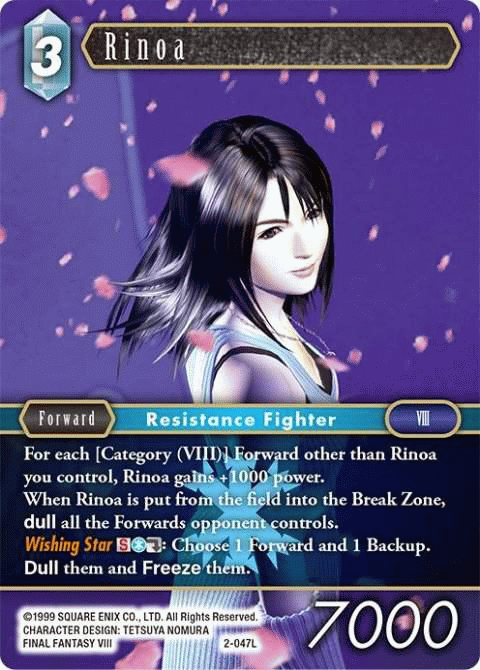 3
Rinoa
Forward
Resistance Fighter
VIII
For each [Category (VIII)] Forward other than Rinoa
you control, Rinoa gains +1000 power.
When Rinoa is put from the field into the Break Zone,
dull all the Forwards opponent controls.
Wishing Star S : Choose 1 Forward and 1 Backup.
Dull them and Freeze them.
©1999 SQUARE ENIX CO., LTD. All Rights Reserved.
CHARACTER DESIGN: TETSUYA NOMURA
FINAL FANTASY VIII
2-047L
7000